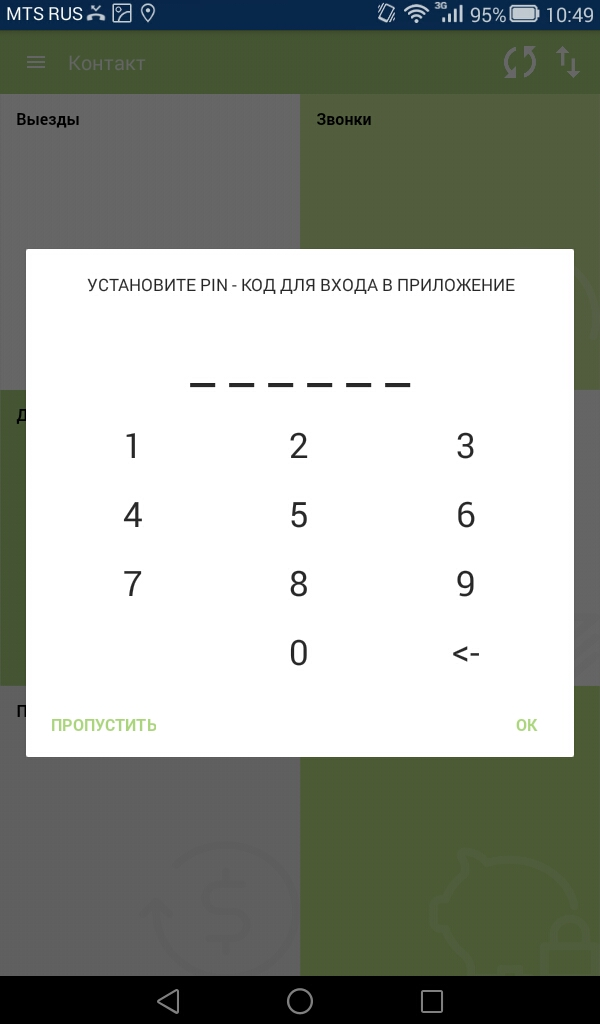 MTS RUS 3G 95% 10:49
Контакт
Выезды
Звонки
УСТАНОВИТЕ PIN - КОД ДЛЯ ВХОДА В ПРИЛОЖЕНИЕ
Д
1 2 3
4 5 6
7 8 9
0 <-
П
ПРОПУСТИТЬ ОК